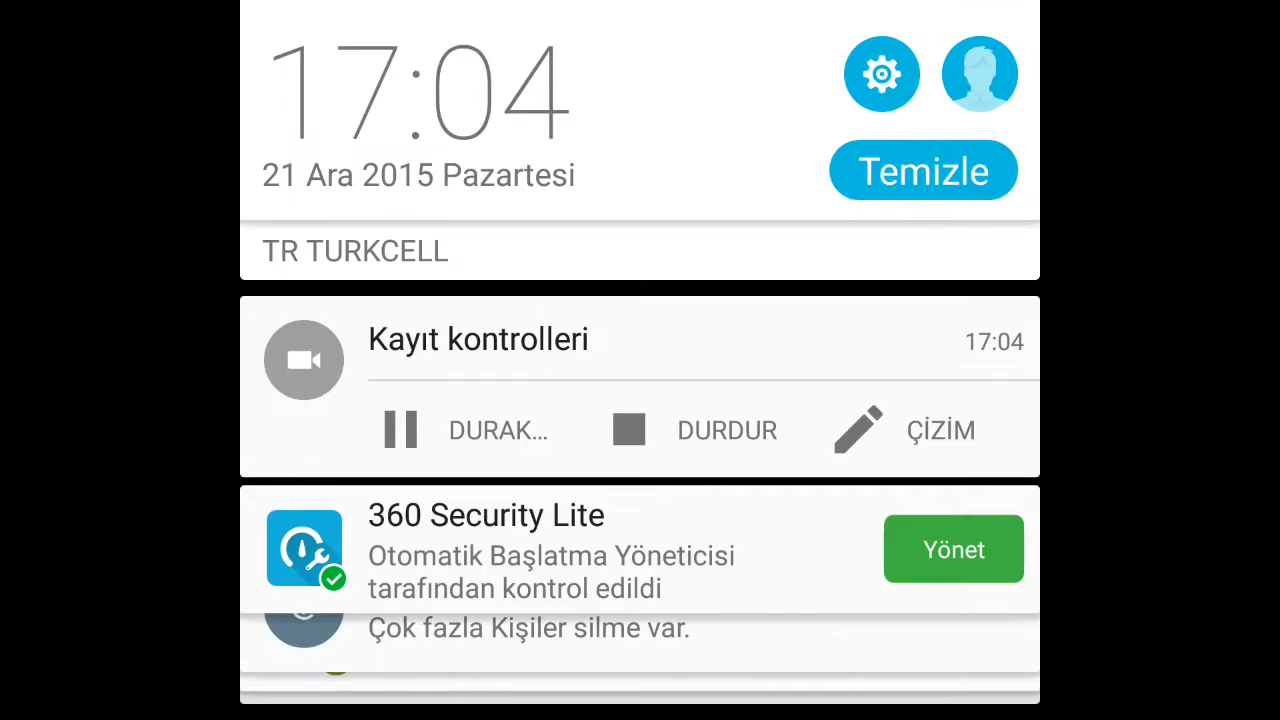 17:04
21 Ara 2015 Pazartesi
Temizle
TR TURKCELL
Kayıt kontrolleri
17:04
DURAK...
DURDUR
ÇİZİM
360 Security Lite
Otomatik Başlatma Yöneticisi
tarafından kontrol edildi
Yönet
Çok fazla Kişiler silme var.